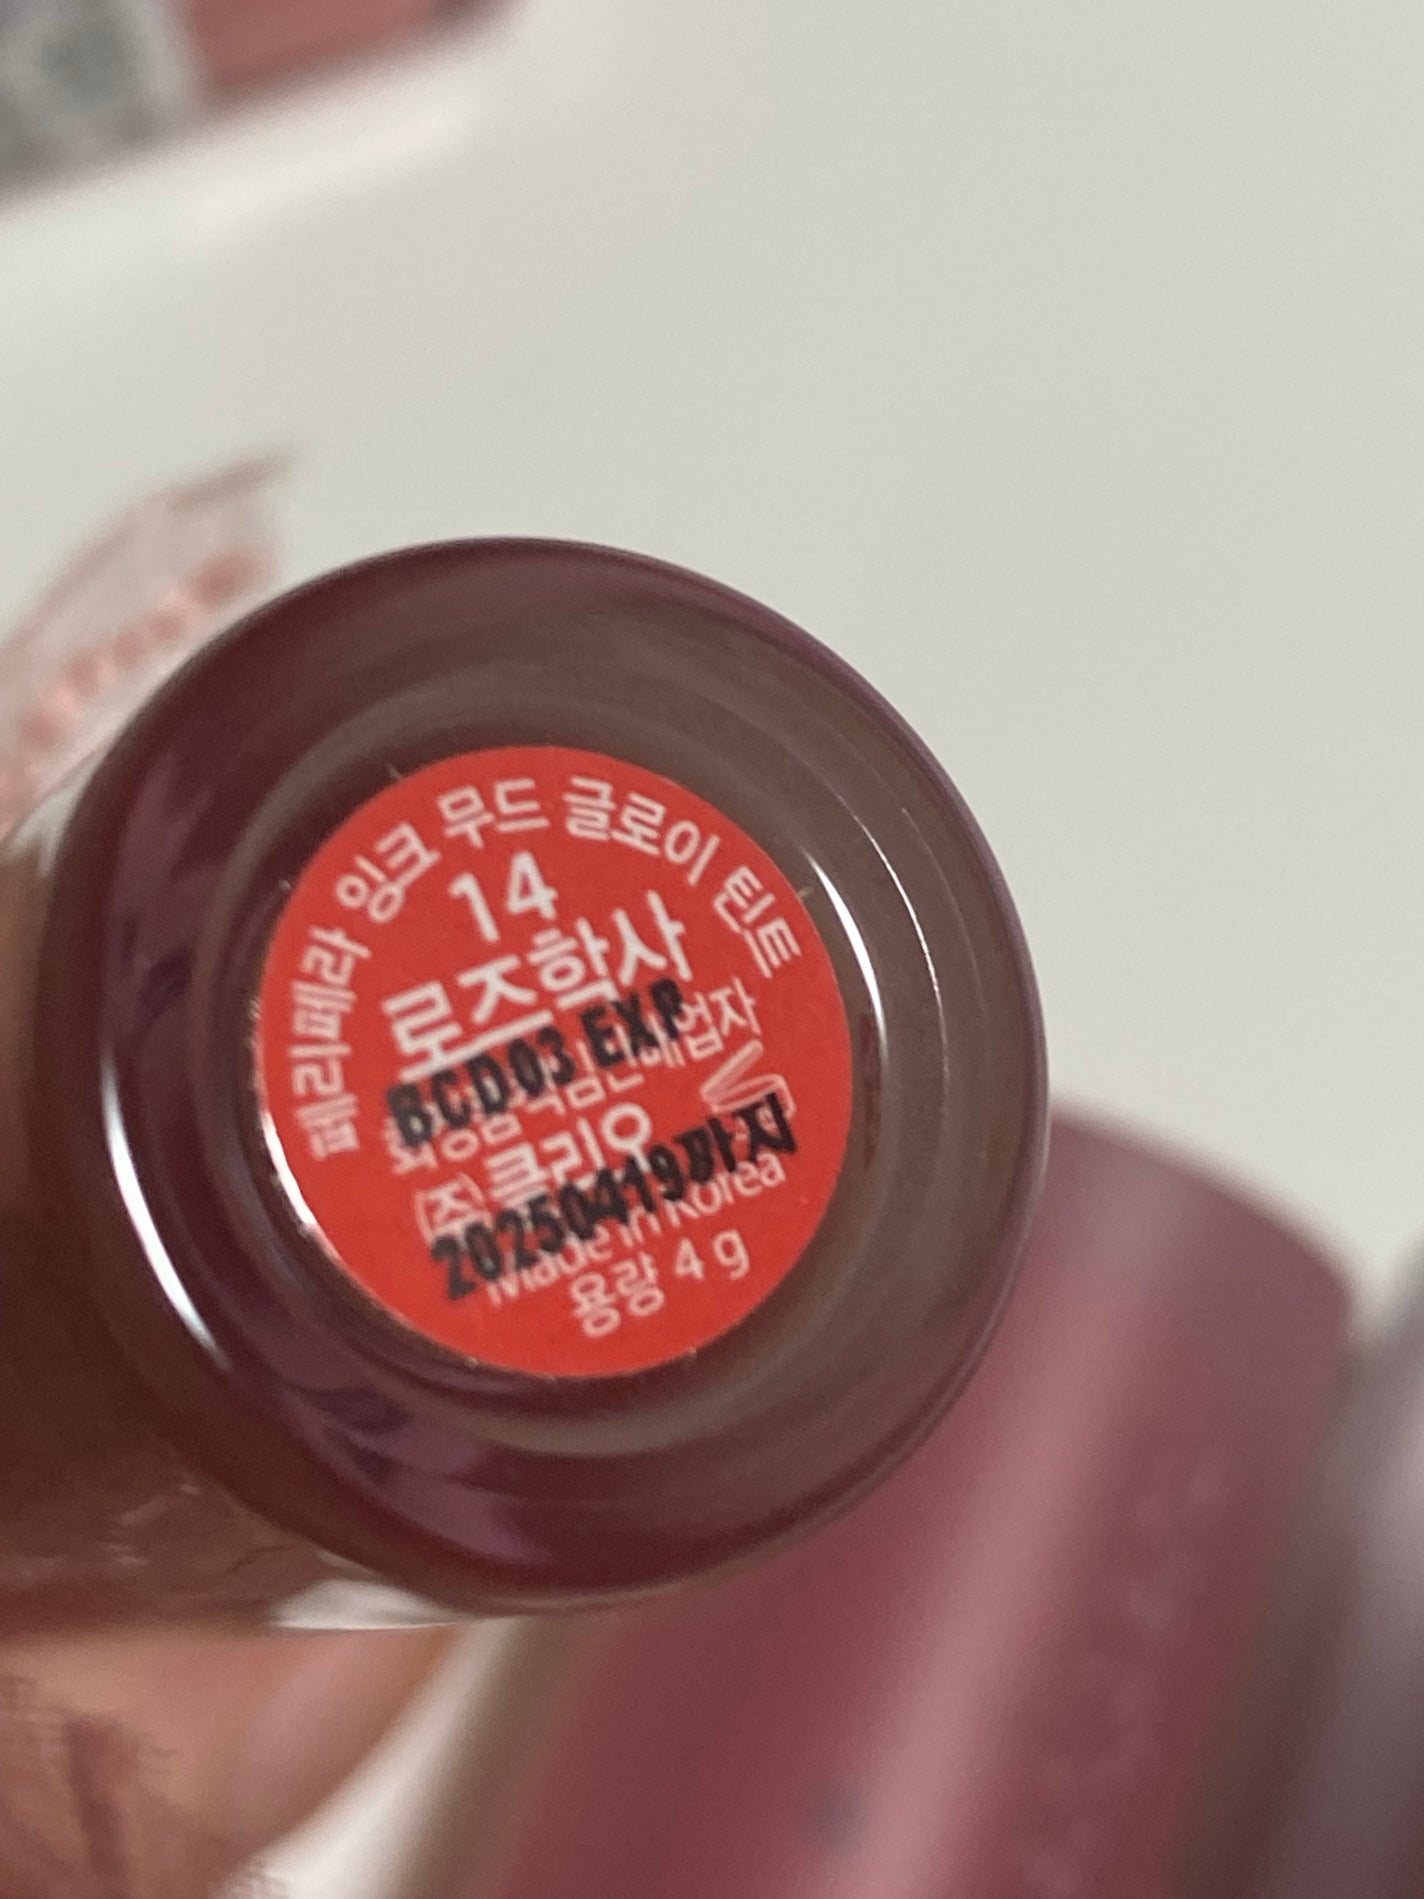 페리페라 잉크 무드 글로이 틴트
14
로즈학사
BCD03 EXP
화장품책임판매업자
(주)클리오
20250419까지
Made in Korea
용량 4 g